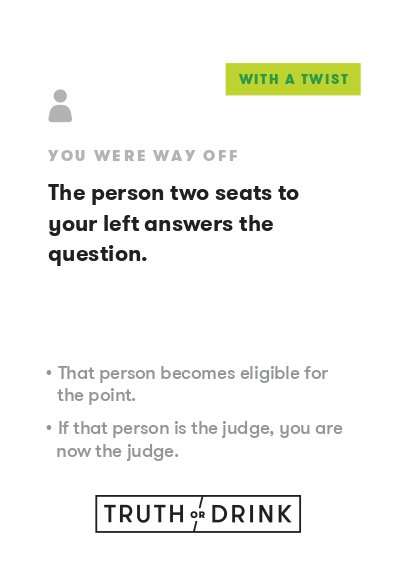 WITH A TWIST
YOU WERE WAY OFF
The person two seats to
your left answers the
question.
• That person becomes eligible for
the point.
• If that person is the judge, you are
now the judge.
TRUTH OR DRINK